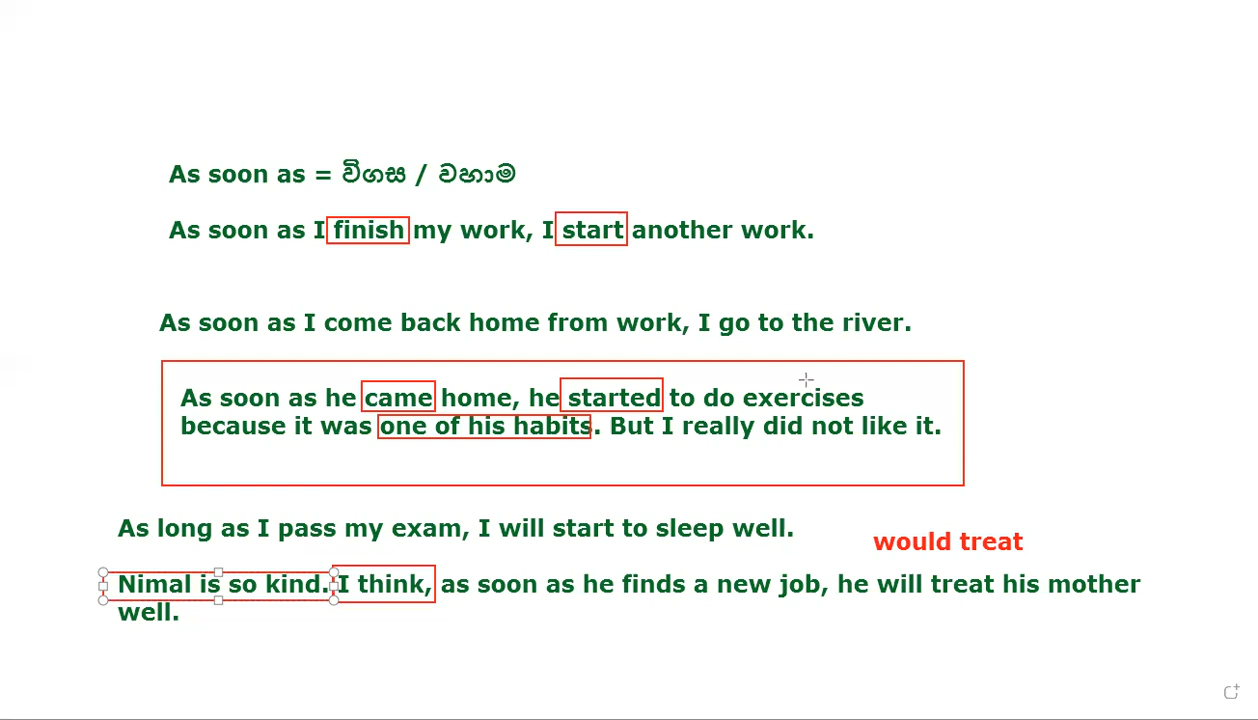 As soon as = විගස / වහාම
As soon as I finish my work, I start another work.
As soon as I come back home from work, I go to the river.
As soon as he came home, he started to do exercises
because it was one of his habits. But I really did not like it.
As long as I pass my exam, I will start to sleep well.
would treat
Nimal is so kind. I think, as soon as he finds a new job, he will treat his mother
well.